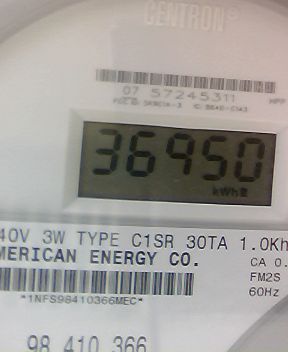 CENTRON®
07 57245311
36950
kWh
40V 3W TYPE C1SR 30TA 1.0Kh
MERICAN ENERGY CO.
CA 0.
FM2S
60Hz
*1NFS98410366MEC*
98 410 366